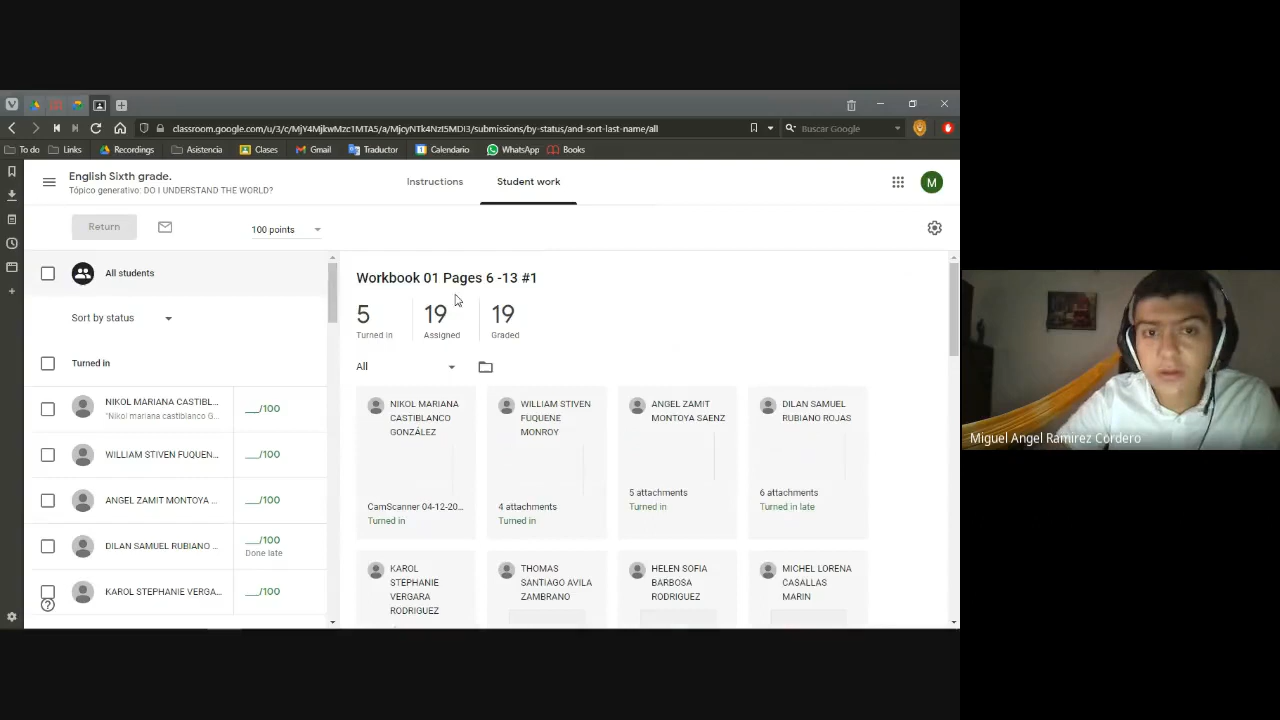 classroom.google.com/u/3/c/MjY4MjkwMzc1MTA5/a/MjcyNTk4NzI5MDI3/submissions/by-status/and-sort-last-name/all
Buscar Google
To do
Links
Recordings
Asistencia
Clases
Gmail
Traductor
Calendario
WhatsApp
Books
English Sixth grade.
Tópico generativo: DO I UNDERSTAND THE WORLD?
Instructions
Student work
M
Return
100 points
All students
Sort by status
Turned in
NIKOL MARIANA CASTIBL...
"Nikol mariana castiblanco G...
__/100
WILLIAM STIVEN FUQUEN...
__/100
ANGEL ZAMIT MONTOYA ...
__/100
DILAN SAMUEL RUBIANO ...
__/100
Done late
KAROL STEPHANIE VERGA...
__/100
Workbook 01 Pages 6 -13 #1
5
Turned in
19
Assigned
19
Graded
All
NIKOL MARIANA
CASTIBLANCO
GONZÁLEZ
CamScanner 04-12-20...
Turned in
WILLIAM STIVEN
FUQUENE
MONROY
4 attachments
Turned in
ANGEL ZAMIT
MONTOYA SAENZ
5 attachments
Turned in
DILAN SAMUEL
RUBIANO ROJAS
6 attachments
Turned in late
KAROL
STEPHANIE
VERGARA
RODRIGUEZ
THOMAS
SANTIAGO AVILA
ZAMBRANO
HELEN SOFIA
BARBOSA
RODRIGUEZ
MICHEL LORENA
CASALLAS
MARIN
Miguel Angel Ramirez Cordero